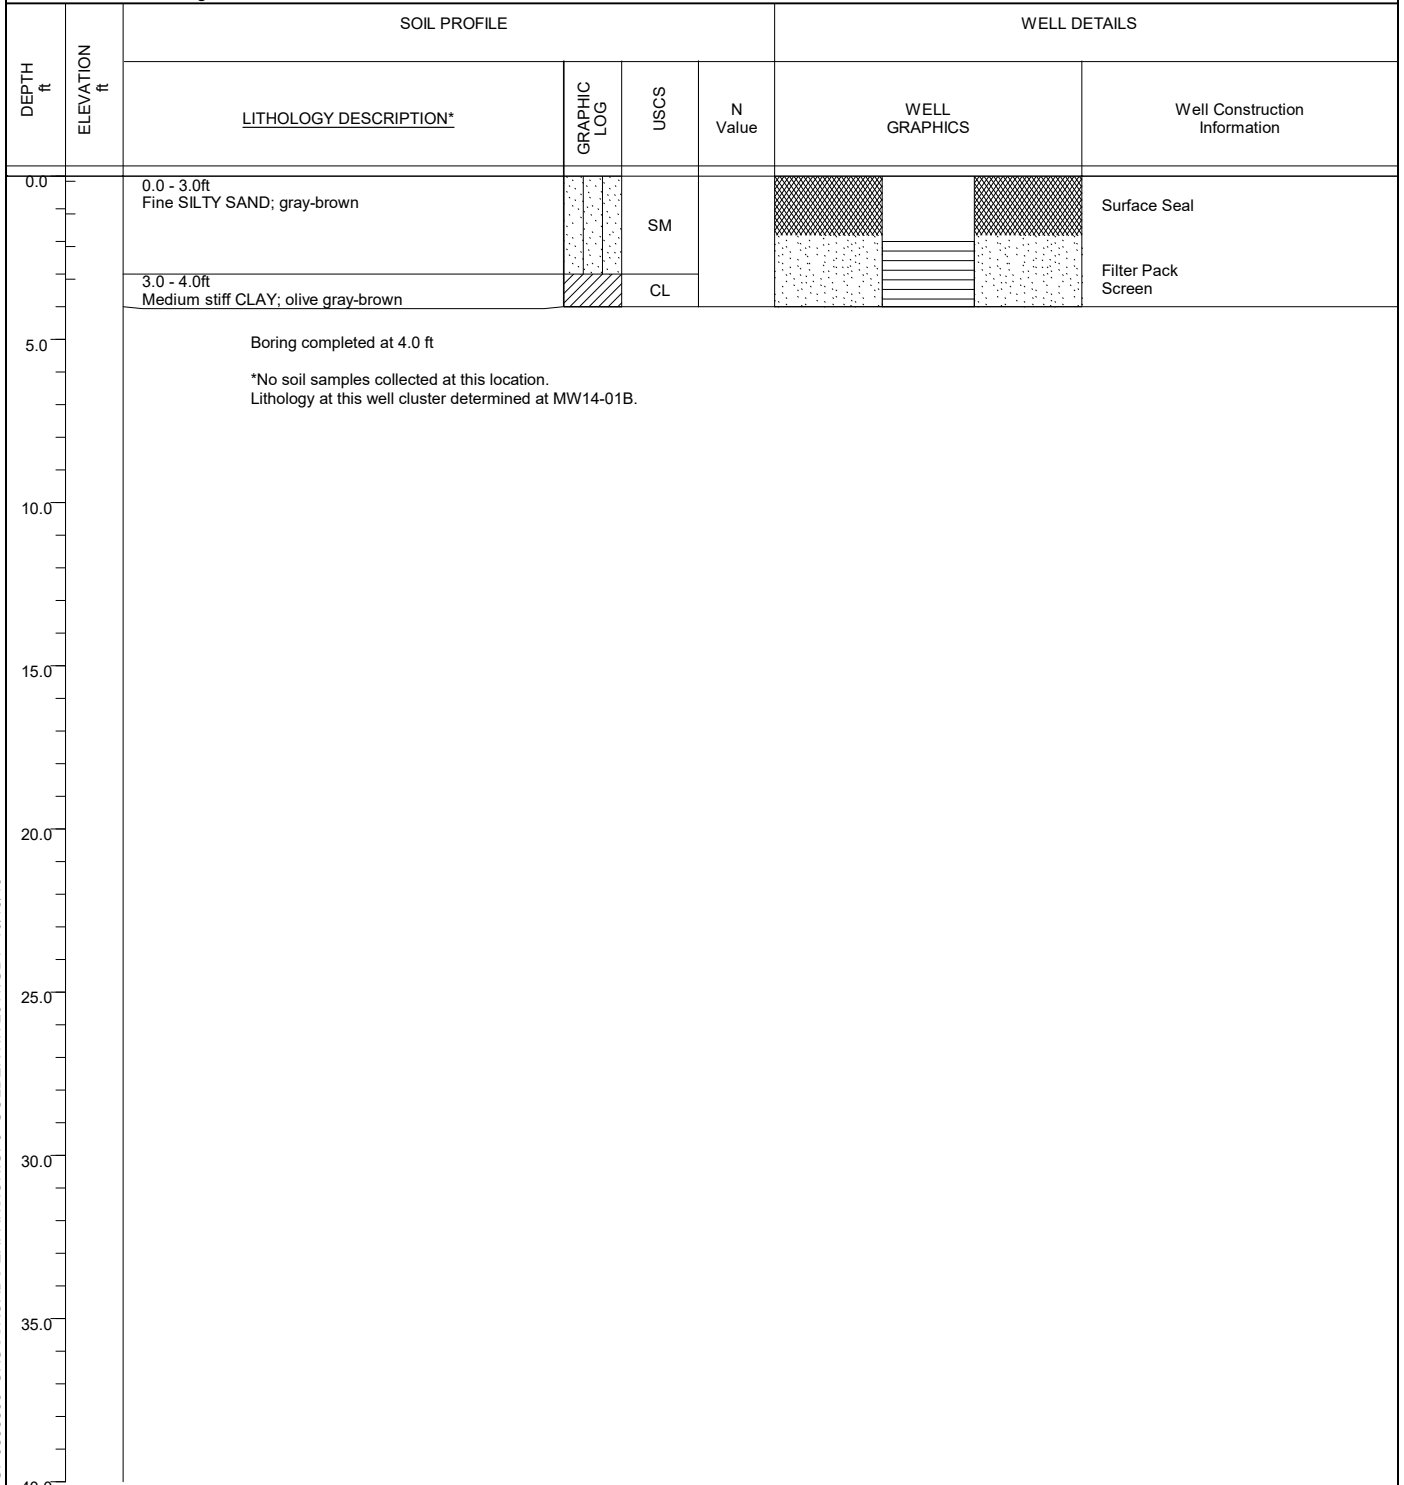 SOIL PROFILE
WELL DETAILS
DEPTH
ft
ELEVATION
ft
LITHOLOGY DESCRIPTION*
GRAPHIC
LOG
USCS
N
Value
WELL
GRAPHICS
Well Construction
Information
0.0
0.0 - 3.0ft
Fine SILTY SAND; gray-brown
SM
Surface Seal
3.0 - 4.0ft
Medium stiff CLAY; olive gray-brown
CL
Filter Pack
Screen
5.0
Boring completed at 4.0 ft
*No soil samples collected at this location.
Lithology at this well cluster determined at MW14-01B.
10.0
15.0
20.0
25.0
30.0
35.0